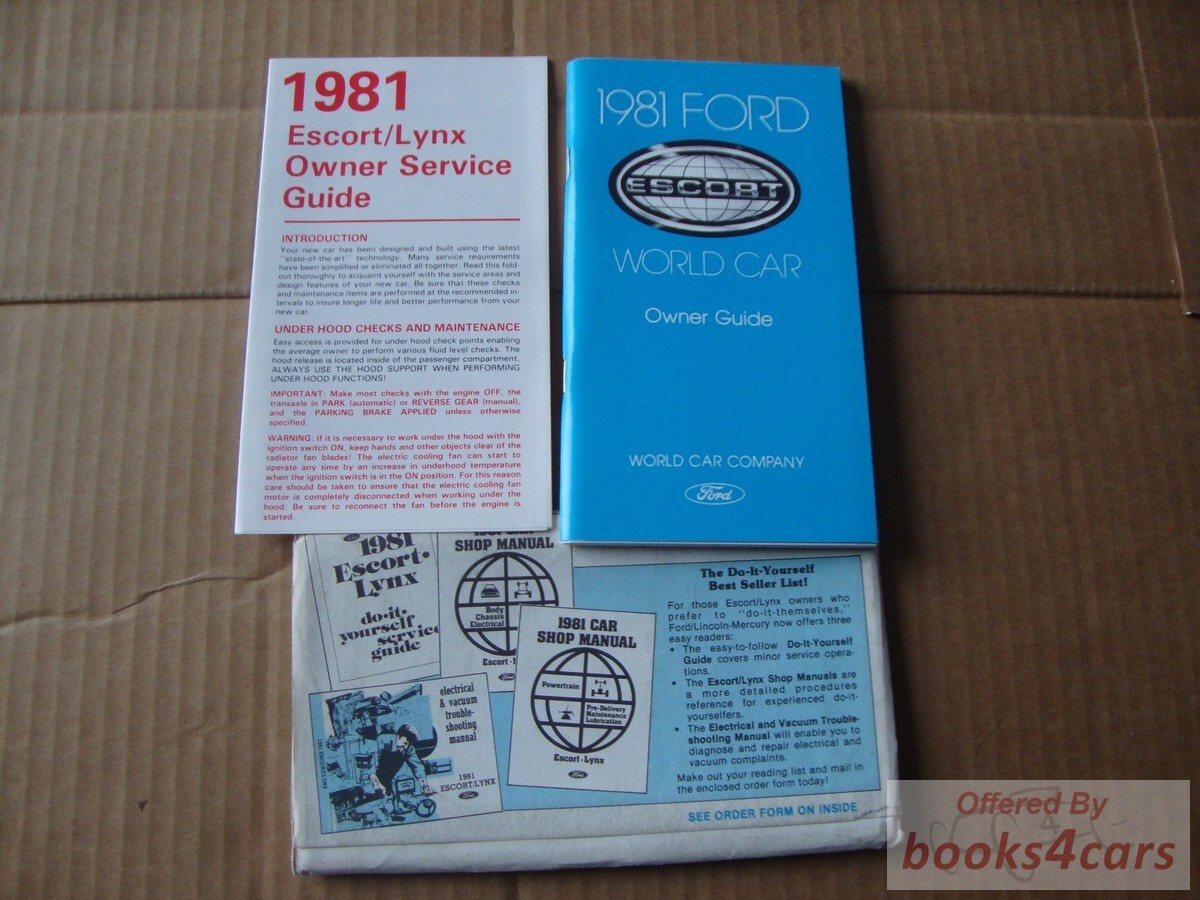 1981
Escort/Lynx
Owner Service
Guide
INTRODUCTION
Your new car has been designed and built using the latest
"state-of-the-art" technology. Many service requirements
have been simplified or eliminated all together. Read this fold-
out thoroughly to acquaint yourself with the service areas and
design features of your new car. Be sure that these checks
and maintenance items are performed at the recommended in-
tervals to insure longer life and better performance from your
new car.
UNDER HOOD CHECKS AND MAINTENANCE
Easy access is provided for under hood check points enabling
the average owner to perform various fluid level checks. The
hood release is located inside of the passenger compartment.
ALWAYS USE THE HOOD SUPPORT WHEN PERFORMING
UNDER HOOD FUNCTIONS!
IMPORTANT: Make most checks with the engine OFF, the
transaxle in PARK (automatic) or REVERSE GEAR (manual),
and the PARKING BRAKE APPLIED unless otherwise
specified.
WARNING: If it is necessary to work under the hood with the
ignition switch ON, keep hands and other objects clear of the
radiator fan blades! The electric cooling fan can start to
operate any time by an increase in underhood temperature
when the ignition switch is in the ON position. For this reason
care should be taken to ensure that the electric cooling fan
motor is completely disconnected when working under the
hood. Be sure to reconnect the fan before the engine is
started.
1981 FORD
ESCORT
WORLD CAR
Owner Guide
WORLD CAR COMPANY
Ford
1981
Escort·
Lynx
do·it·
yourself
service
guide
1981 CAR
SHOP MANUAL
Body
Chassis
Electrical
Escort·
Ford
1981 CAR
SHOP MANUAL
Powertrain
Pre-Delivery
Maintenance
Lubrication
Escort·Lynx
Ford
electrical
& vacuum
trouble-
shooting
manual
1981
ESCORT/LYNX
Ford
The Do-It-Yourself
Best Seller List!
For those Escort/Lynx owners who
prefer to "do-it-themselves,"
Ford/Lincoln-Mercury now offers three
easy readers:
• The easy-to-follow Do-It-Yourself
Guide covers minor service opera-
tions.
• The Escort/Lynx Shop Manuals are
a more detailed procedures
reference for experienced do-it-
yourselfers.
• The Electrical and Vacuum Trouble-
shooting Manual will enable you to
diagnose and repair electrical and
vacuum complaints.
Make out your reading list and mail in
the enclosed order form today!
SEE ORDER FORM ON INSIDE
Offered By
books4cars